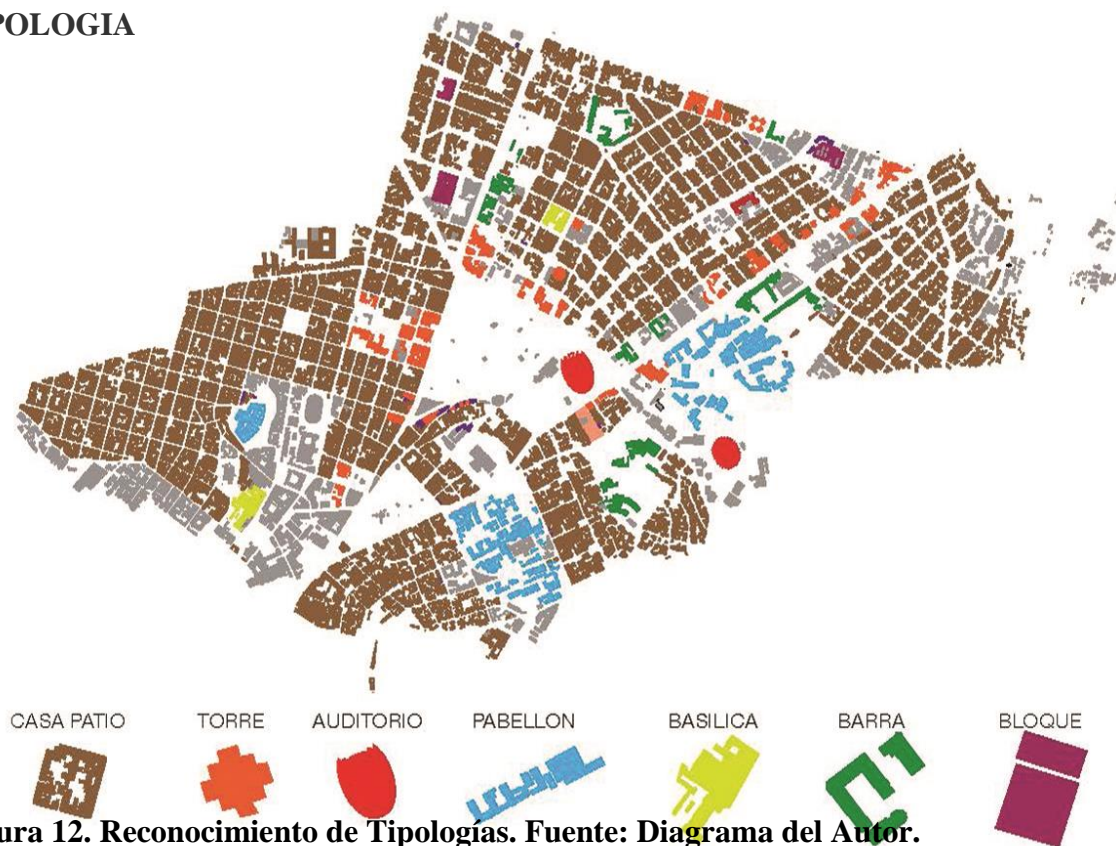 POLOGIA
CASA PATIO TORRE AUDITORIO PABELLON BASILICA BARRA BLOQUE
ura 12. Reconocimiento de Tipologías. Fuente: Diagrama del Autor.